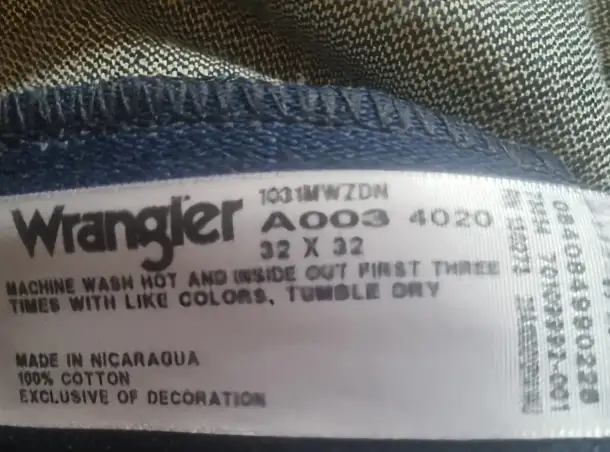 Wrangler
1031MWZDN
A003 4020
32 X 32
MACHINE WASH HOT AND INSIDE OUT FIRST THREE
TIMES WITH LIKE COLORS, TUMBLE DRY
MADE IN NICARAGUA
100% COTTON
EXCLUSIVE OF DECORATION
084084990228